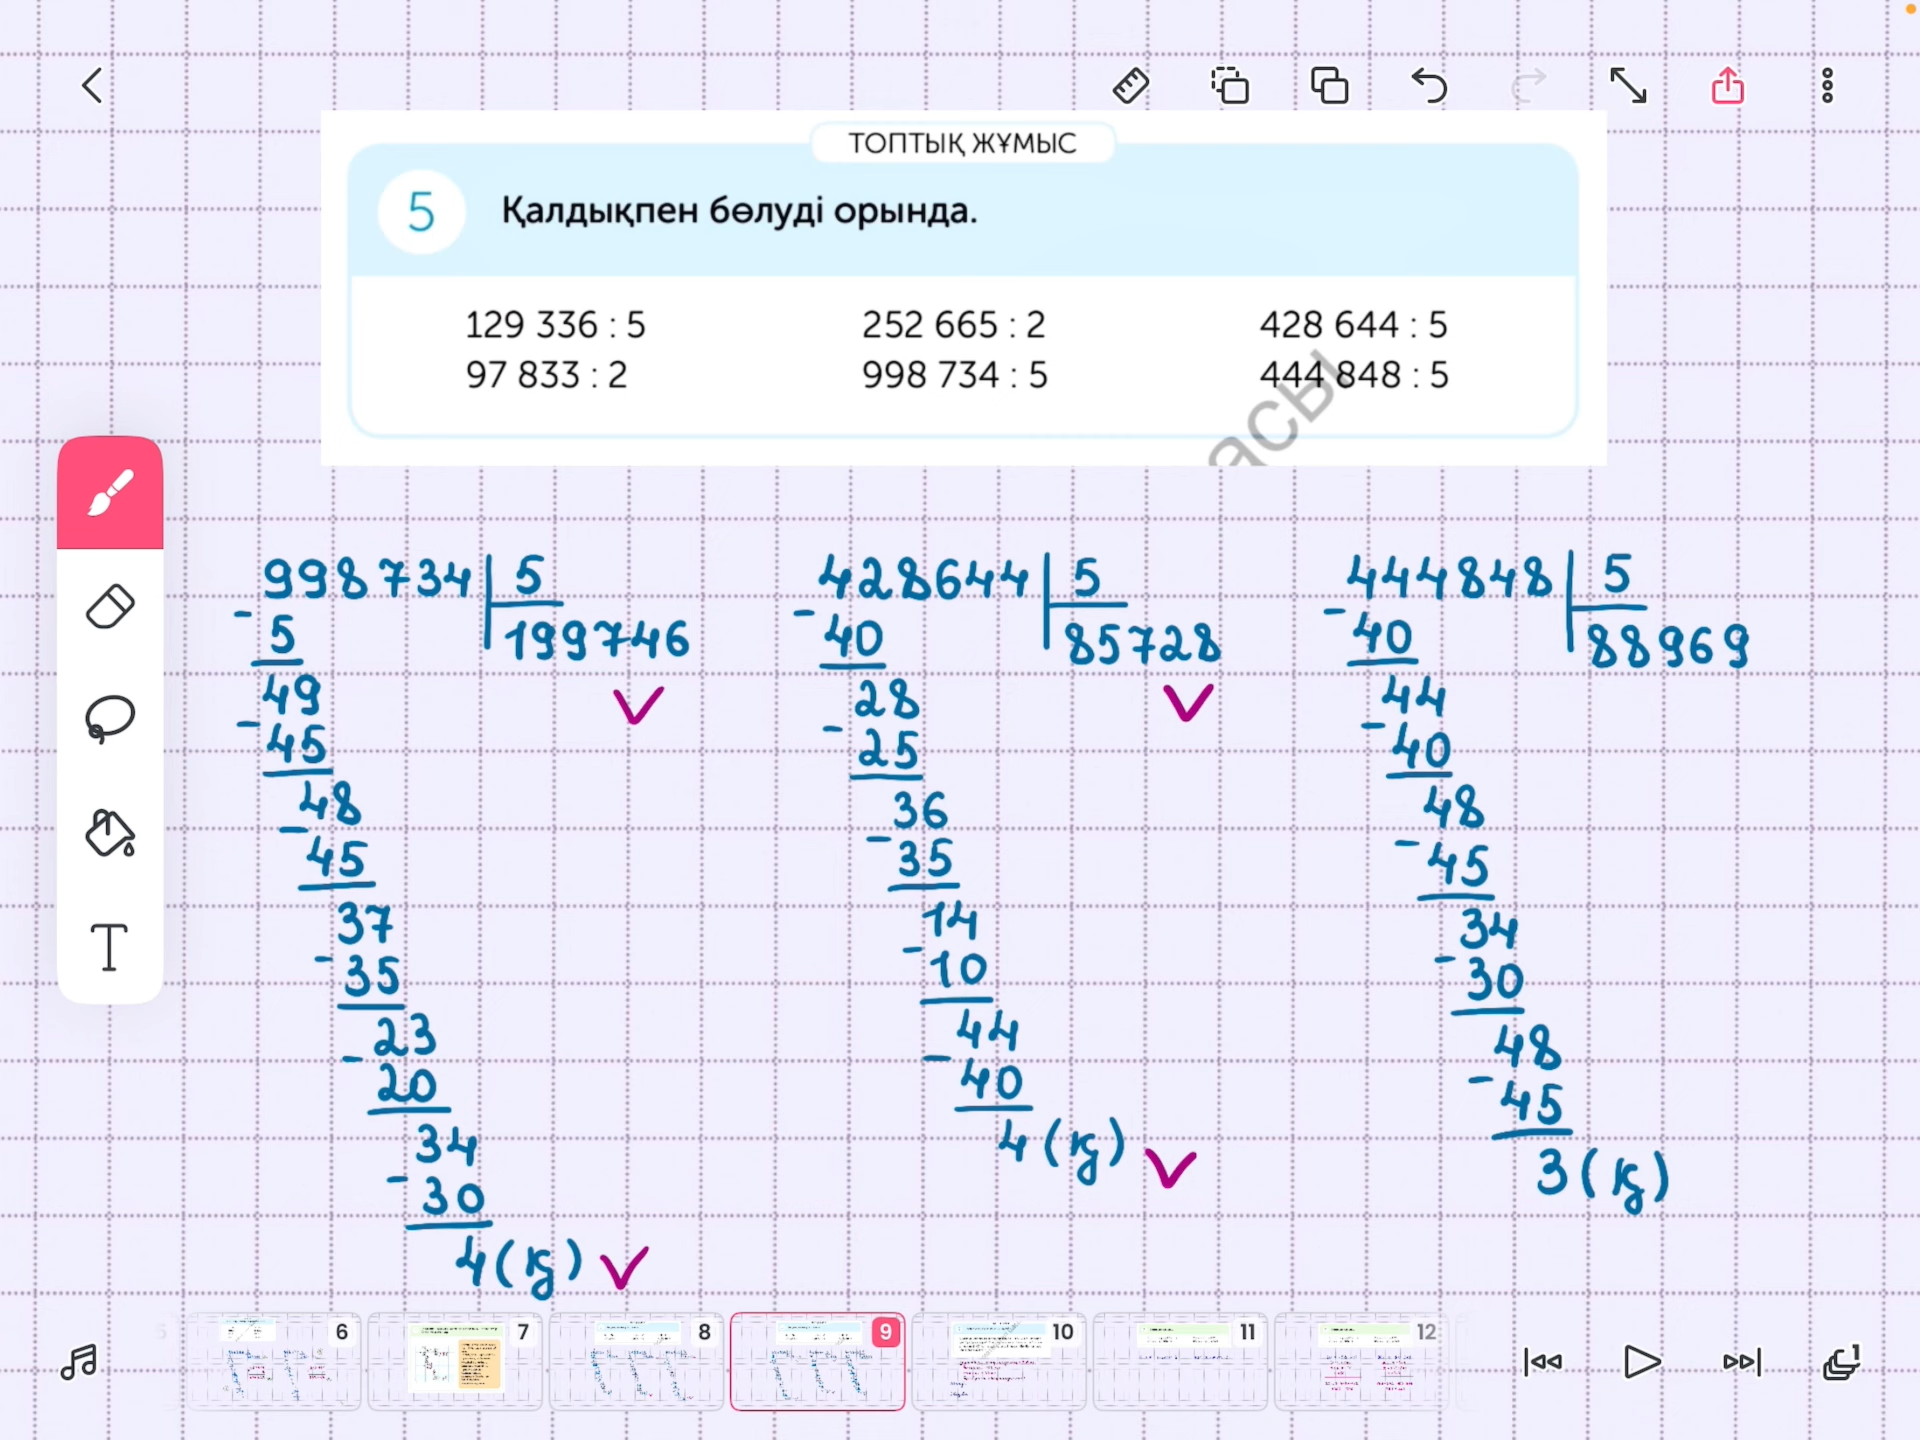 ТОПТЫҚ ЖҰМЫС
5 Қалдықпен бөлуді орында.
129 336 : 5 252 665 : 2 428 644 : 5
97 833 : 2 998 734 : 5 444 848 : 5
асы
998734 5
- 5 199746
49
- 45
48
- 45
37
- 35
23
- 20
34
- 30
4 (қ)
428644 5
- 40 85728
28
- 25
36
- 35
14
- 10
44
- 40
4 (қ)
444848 5
- 40 88969
44
- 40
48
- 45
34
- 30
48
- 45
3 (қ)
T
6 7 8 9 10 11 12
1